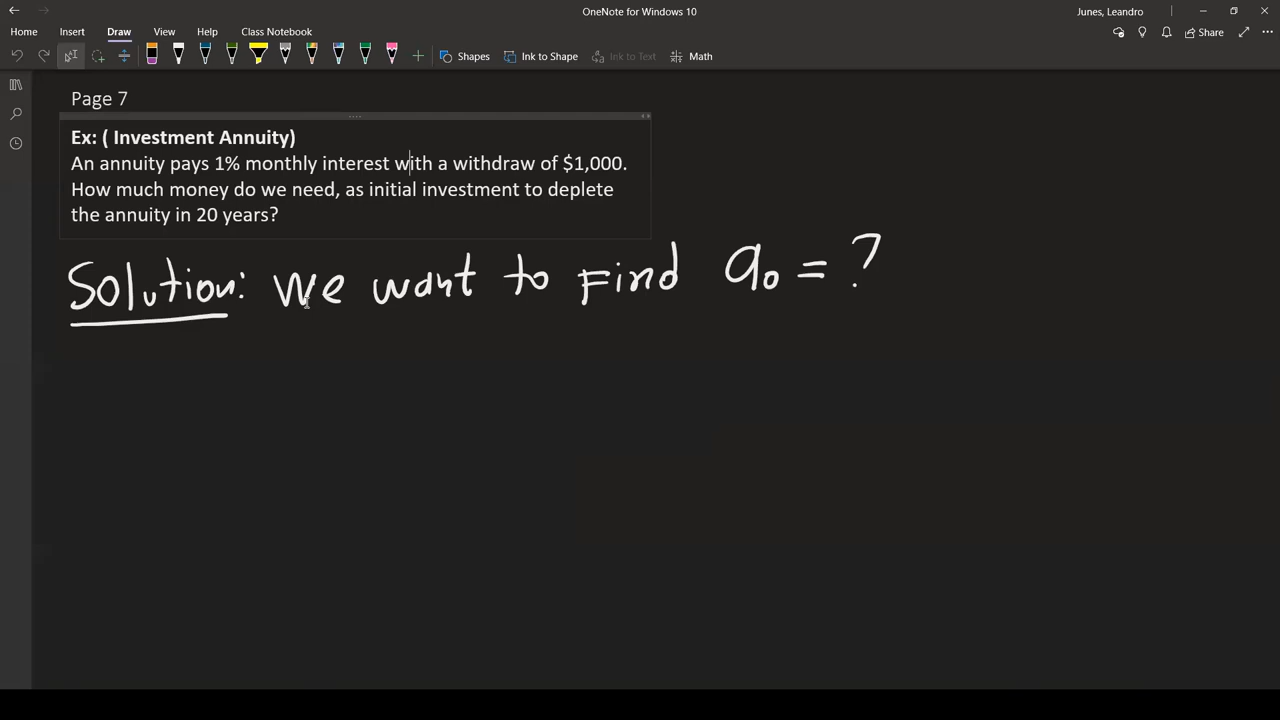 OneNote for Windows 10
Junes, Leandro
Home Insert Draw View Help Class Notebook
Share
Shapes Ink to Shape Ink to Text Math
Page 7
Ex: ( Investment Annuity)
An annuity pays 1% monthly interest with a withdraw of $1,000.
How much money do we need, as initial investment to deplete
the annuity in 20 years?
Solution: We want to Find a₀ = ?